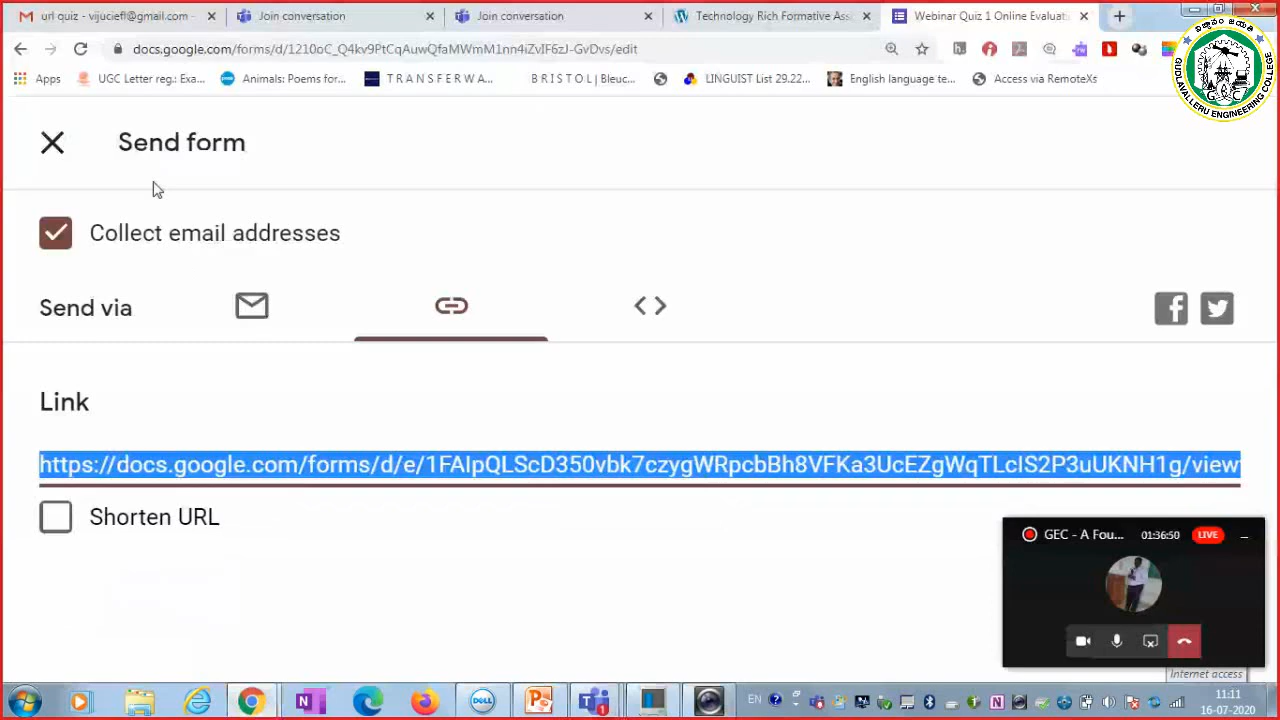 url quiz - vijuciefl@gmail.com -
Join conversation
Join conversation
Technology Rich Formative Ass
Webinar Quiz 1 Online Evaluati
docs.google.com/forms/d/1210oC_Q4kv9PtCqAuwQfaMWmM1nn4iZvIF6zJ-GvDvs/edit
Apps
UGC Letter reg.: Exa...
Animals: Poems for...
T R A N S F E R W A...
B R I S T O L | Bleuc...
LINGUIST List 29.22...
English language te...
Access via RemoteXs
GUDLAVALLERU ENGINEERING COLLEGE
Send form
Collect email addresses
Send via
Link
https://docs.google.com/forms/d/e/1FAIpQLScD350vbk7czygWRpcbBh8VFKa3UcEZgWqTLcIS2P3uUKNH1g/view
Shorten URL
GEC - A Fou...
01:36:50
LIVE
Internet access
EN
11:11
16-07-2020